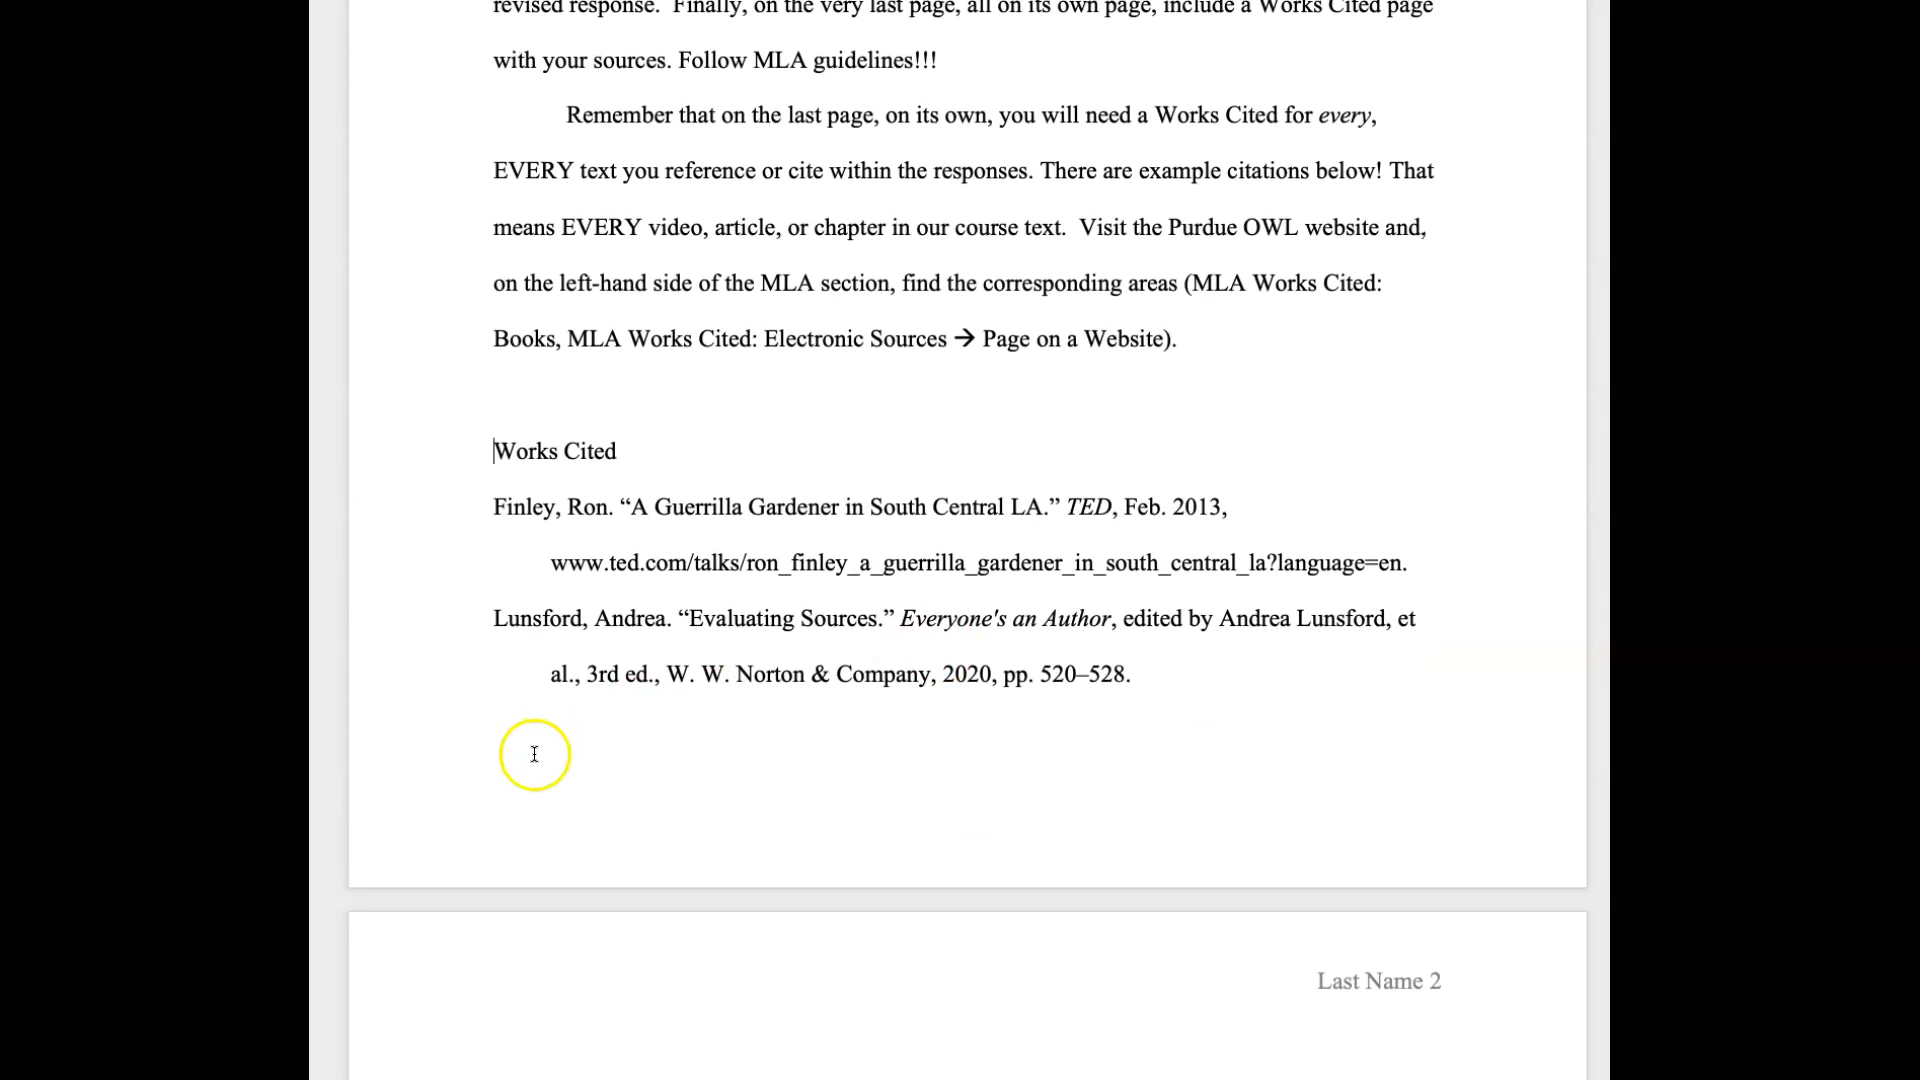 revised response.  Finally, on the very last page, all on its own page, include a Works Cited page
with your sources. Follow MLA guidelines!!!
Remember that on the last page, on its own, you will need a Works Cited for every,
EVERY text you reference or cite within the responses. There are example citations below! That
means EVERY video, article, or chapter in our course text.  Visit the Purdue OWL website and,
on the left-hand side of the MLA section, find the corresponding areas (MLA Works Cited:
Books, MLA Works Cited: Electronic Sources → Page on a Website).
Works Cited
Finley, Ron. “A Guerrilla Gardener in South Central LA.” TED, Feb. 2013,
www.ted.com/talks/ron_finley_a_guerrilla_gardener_in_south_central_la?language=en.
Lunsford, Andrea. “Evaluating Sources.” Everyone's an Author, edited by Andrea Lunsford, et
al., 3rd ed., W. W. Norton & Company, 2020, pp. 520–528.
Last Name 2